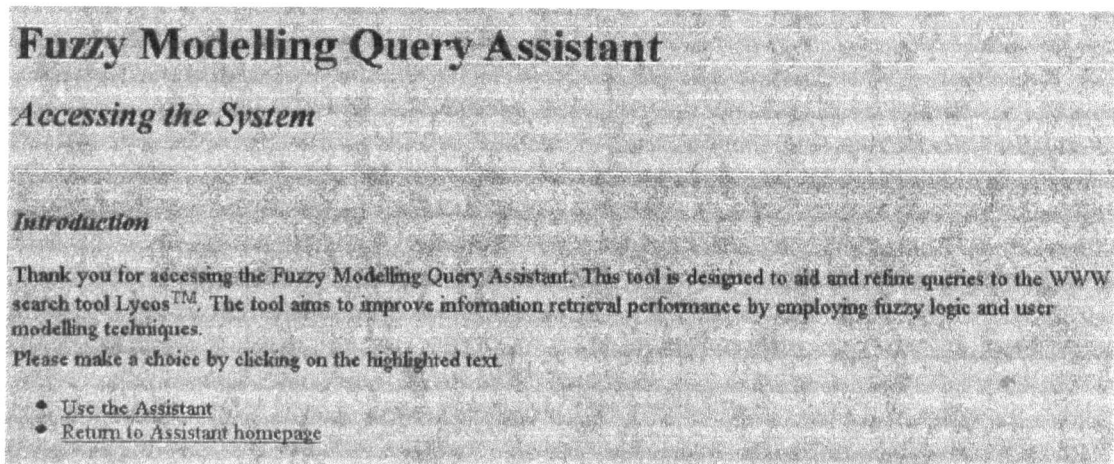 Fuzzy Modelling Query Assistant
Accessing the System
Introduction
Thank you for accessing the Fuzzy Modelling Query Assistant. This tool is designed to aid and refine queries to the WWW
search tool Lycos™. The tool aims to improve information retrieval performance by employing fuzzy logic and user
modelling techniques.
Please make a choice by clicking on the highlighted text.
• Use the Assistant
• Return to Assistant homepage